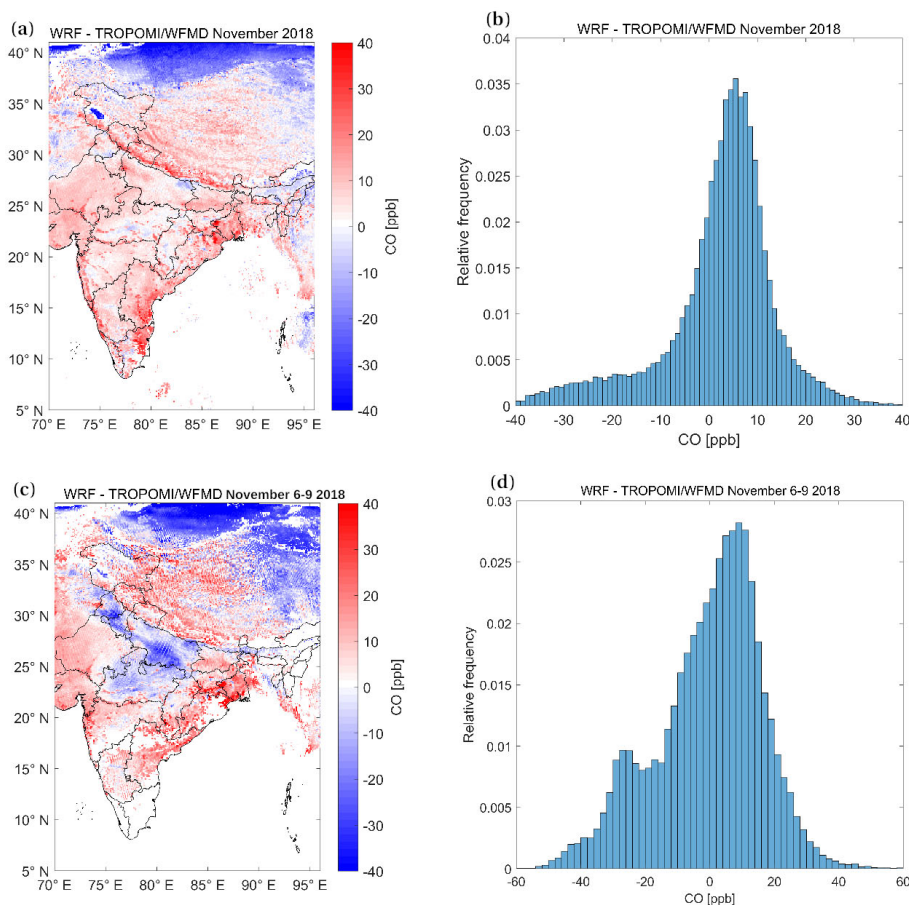 (a)
WRF - TROPOMI/WFMD November 2018
40° N
35° N
30° N
25° N
20° N
15° N
10° N
5° N
70° E 75° E 80° E 85° E 90° E 95° E
40
30
20
10
0
-10
-20
-30
-40
CO [ppb]
(b)
WRF - TROPOMI/WFMD November 2018
0.04
0.035
0.03
0.025
0.02
0.015
0.01
0.005
0
Relative frequency
-40 -30 -20 -10 0 10 20 30 40
CO [ppb]
(c)
WRF - TROPOMI/WFMD November 6-9 2018
40° N
35° N
30° N
25° N
20° N
15° N
10° N
5° N
70° E 75° E 80° E 85° E 90° E 95° E
40
30
20
10
0
-10
-20
-30
-40
CO [ppb]
(d)
WRF - TROPOMI/WFMD November 6-9 2018
0.03
0.025
0.02
0.015
0.01
0.005
0
Relative frequency
-60 -40 -20 0 20 40 60
CO [ppb]